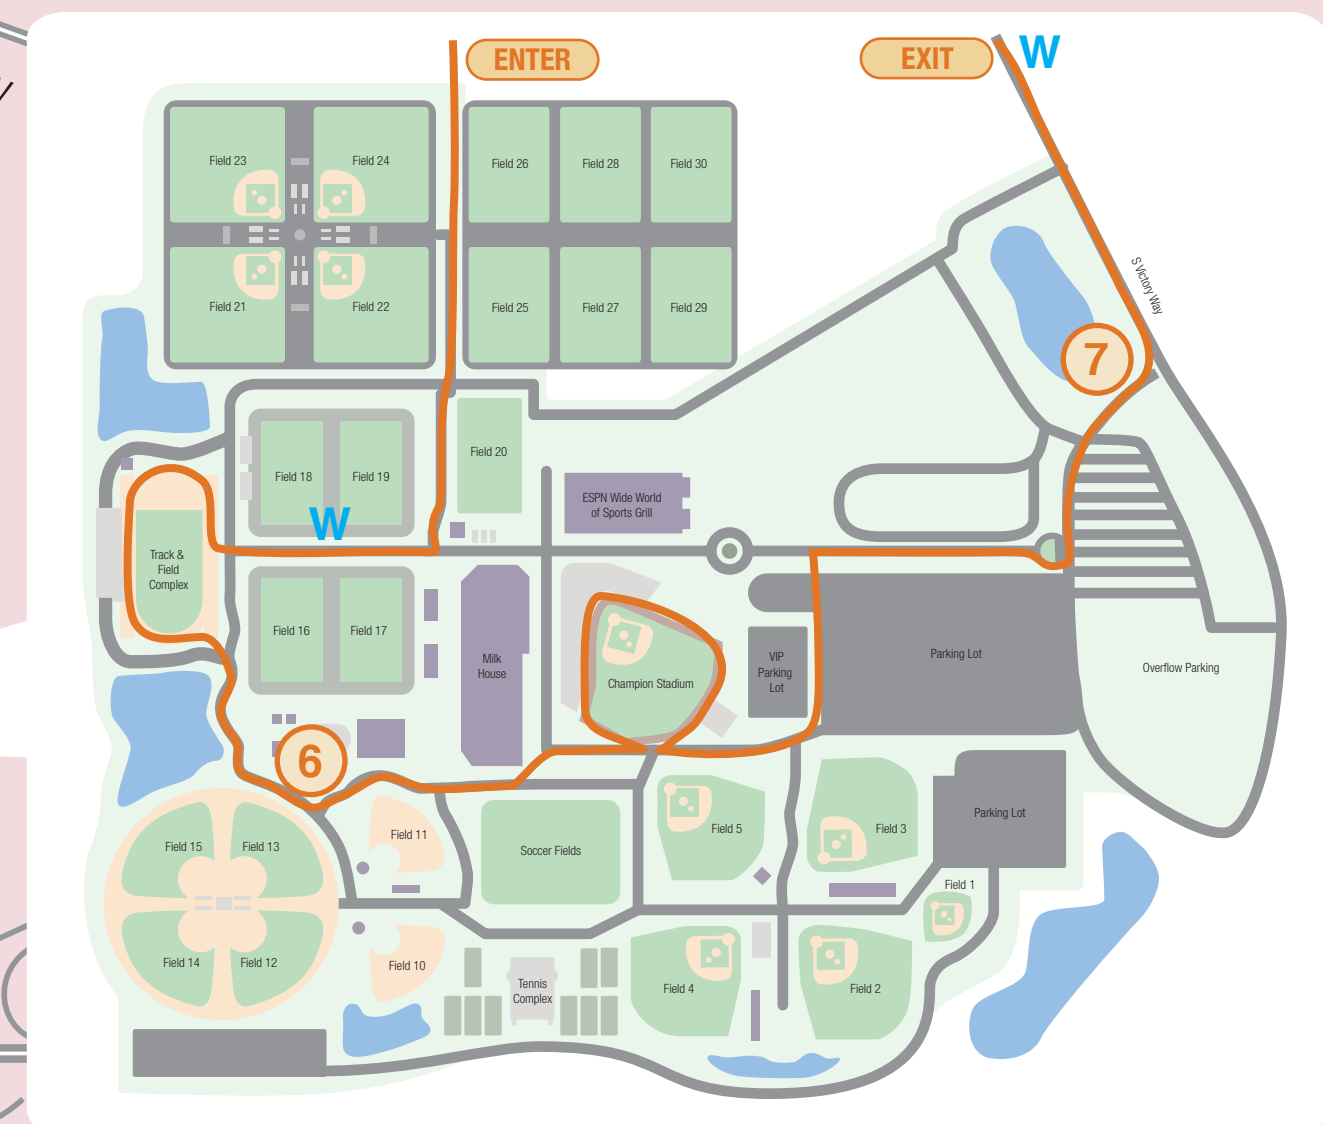 ENTER
EXIT
W
Field 23
Field 24
Field 26
Field 28
Field 30
Field 21
Field 22
Field 25
Field 27
Field 29
S Victory Way
7
Field 20
Field 18
Field 19
W
ESPN Wide World
of Sports Grill
Track &
Field
Complex
Field 16
Field 17
Milk
House
Champion Stadium
VIP
Parking
Lot
Parking Lot
Overflow Parking
6
Field 15
Field 13
Field 11
Soccer Fields
Field 5
Field 3
Parking Lot
Field 1
Field 14
Field 12
Field 10
Tennis
Complex
Field 4
Field 2